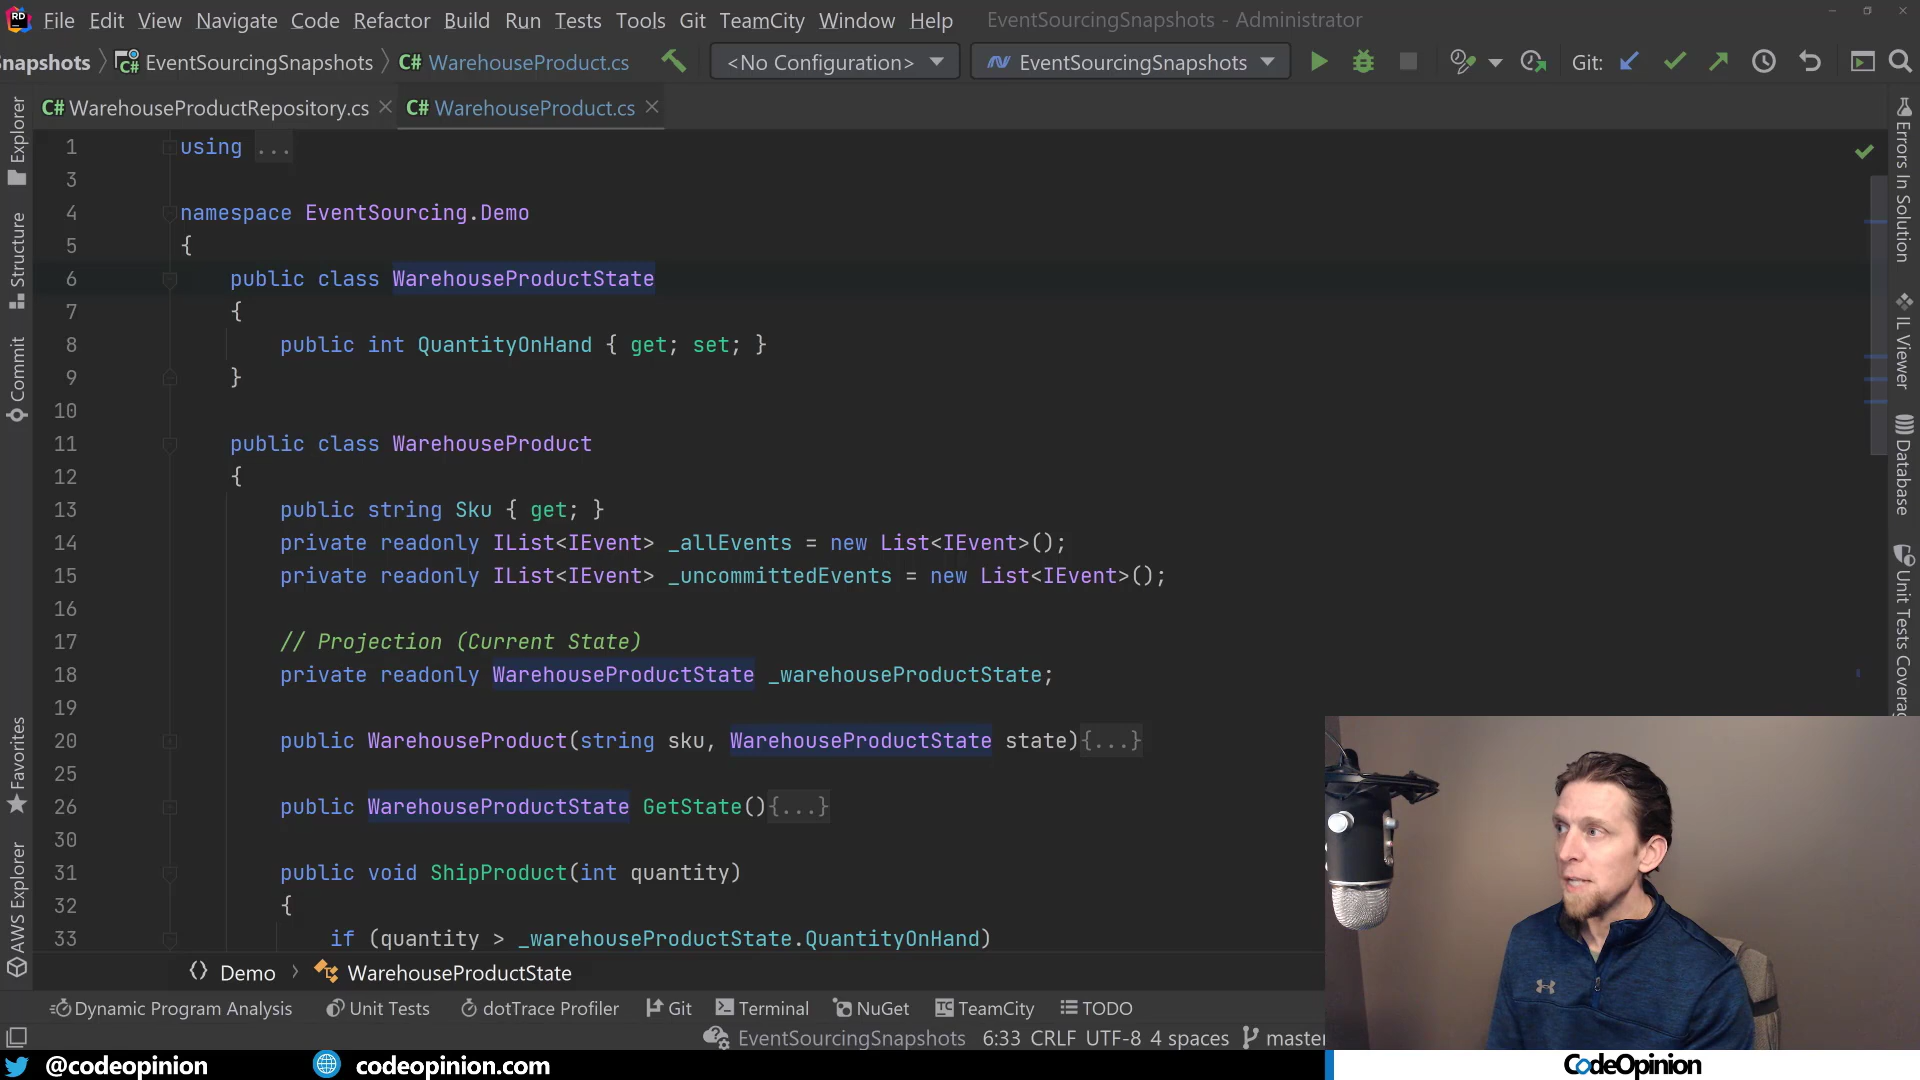 File Edit View Navigate Code Refactor Build Run Tests Tools Git TeamCity Window Help EventSourcingSnapshots - Administrator
Snapshots EventSourcingSnapshots WarehouseProduct.cs <No Configuration> EventSourcingSnapshots Git:
WarehouseProductRepository.cs WarehouseProduct.cs
1 using ...
3
4 namespace EventSourcing.Demo
5 {
6 public class WarehouseProductState
7 {
8 public int QuantityOnHand { get; set; }
9 }
10
11 public class WarehouseProduct
12 {
13 public string Sku { get; }
14 private readonly IList<IEvent> _allEvents = new List<IEvent>();
15 private readonly IList<IEvent> _uncommittedEvents = new List<IEvent>();
16
17 // Projection (Current State)
18 private readonly WarehouseProductState _warehouseProductState;
19
20 public WarehouseProduct(string sku, WarehouseProductState state){...}
25
26 public WarehouseProductState GetState(){...}
30
31 public void ShipProduct(int quantity)
32 {
33 if (quantity > _warehouseProductState.QuantityOnHand)
Demo WarehouseProductState
Dynamic Program Analysis Unit Tests dotTrace Profiler Git Terminal NuGet TeamCity TODO
EventSourcingSnapshots 6:33 CRLF UTF-8 4 spaces master
Explorer
Structure
Commit
Favorites
AWS Explorer
Errors In Solution
IL Viewer
Database
Unit Tests Coverag
@codeopinion codeopinion.com CodeOpinion